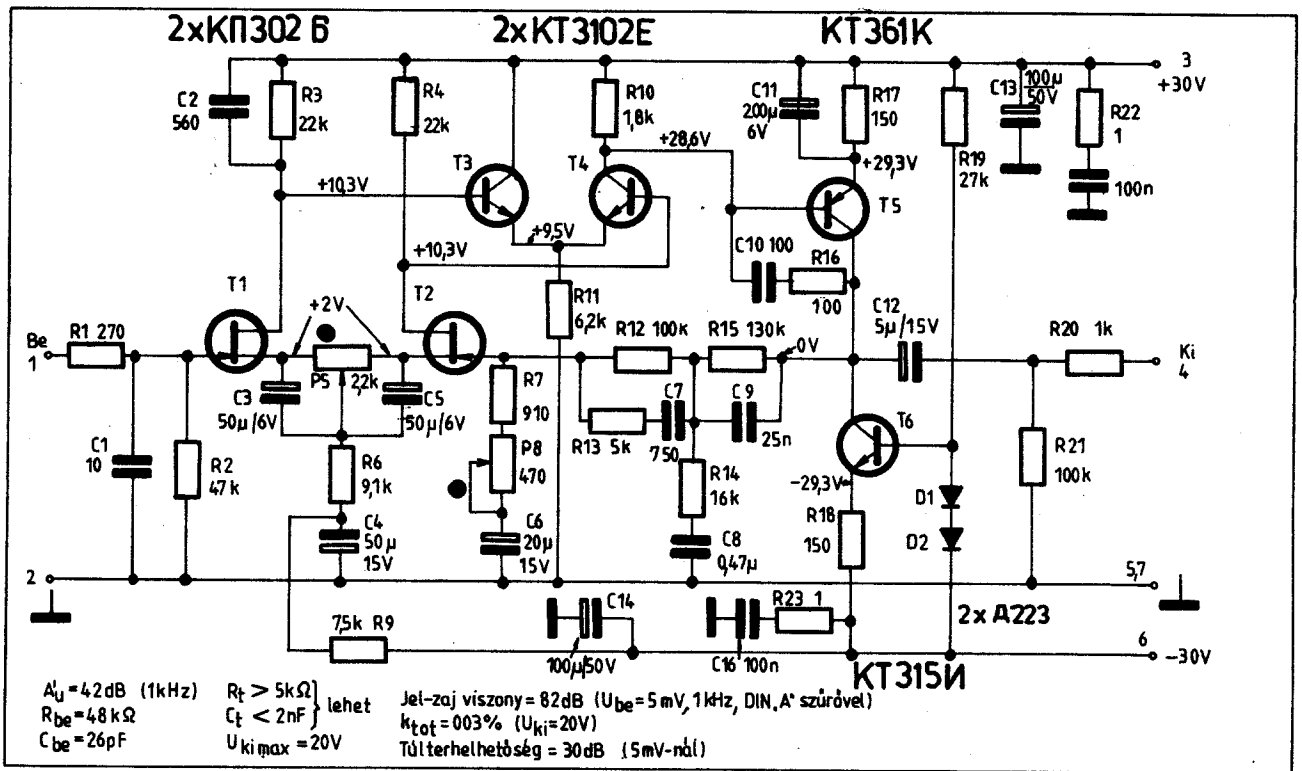 2xКП302 В
2xКТ3102Е
КТ361К
C2
560
R3
22k
R4
22k
R10
1,8k
C11
200µ
6V
R17
150
C13
100µ
50V
R22
1
3
+30V
T3
T4
+28,6V
+29,3V
R19
27k
100n
+10,3V
T5
+9,5V
+10,3V
C10 100
R16
100
T1
+2V
T2
R11
6,2k
R12 100k
R15 130k
0V
C12
5µ/15V
R20 1k
Be
1
R1 270
P5
2,2k
Ki
4
C3
50µ/6V
C5
50µ/6V
R7
910
C7
750
C9
25n
R13 5k
T6
C1
10
R2
47k
R6
9,1k
P8
470
R14
16k
-29,3V
R21
100k
D1
D2
C4
50µ
15V
C6
20µ
15V
C8
0,47µ
R18
150
2
5,7
7,5k R9
C14
100µ/50V
R23 1
C16 100n
2xД223
6
-30V
КТ315И
A'u = 42dB (1kHz)
Rbe = 48kΩ
Cbe = 26pF
Rt > 5kΩ
Ct < 2nF
} lehet
Uki max = 20V
Jel-zaj viszony = 82dB (Ube = 5mV, 1kHz, DIN„A” szűrővel)
ktot = 003% (Uki = 20V)
Túlterhelhetőség = 30dB (5mV-nál)